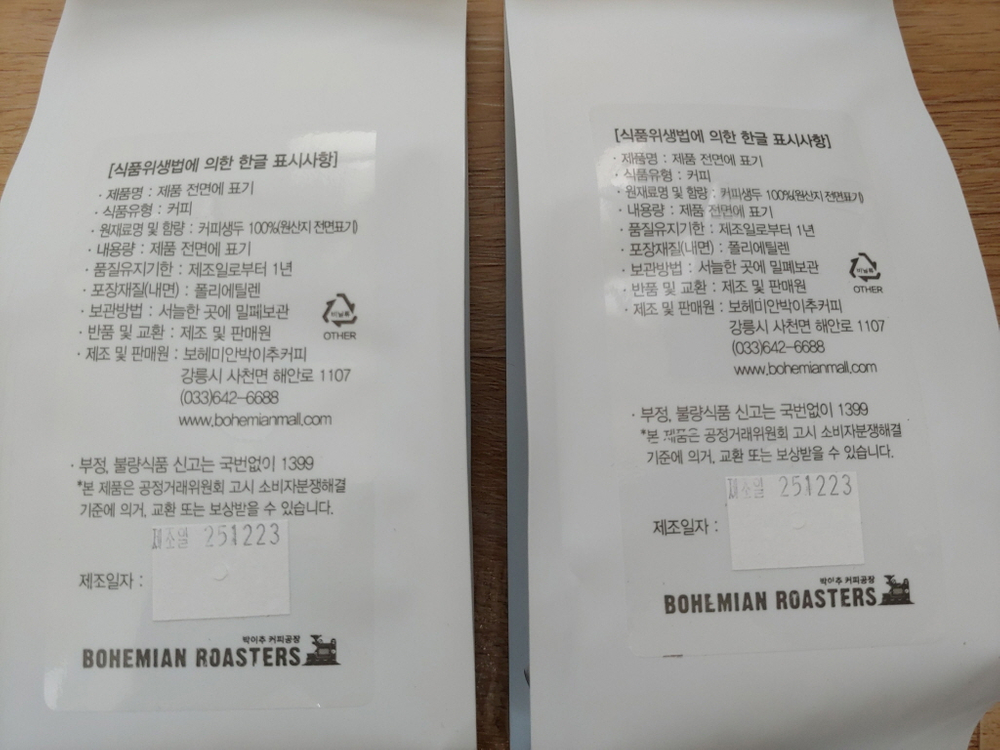 [식품위생법에 의한 한글 표시사항]
· 제품명 : 제품 전면에 표기
· 식품유형 : 커피
· 원재료명 및 함량 : 커피생두 100%(원산지 전면표기)
· 내용량 : 제품 전면에 표기
· 품질유지기한 : 제조일로부터 1년
· 포장재질(내면) : 폴리에틸렌
· 보관방법 : 서늘한 곳에 밀폐보관
· 반품 및 교환 : 제조 및 판매원
· 제조 및 판매원 : 보헤미안박이추커피
강릉시 사천면 해안로 1107
(033)642-6688
www.bohemianmall.com
비닐류
OTHER
· 부정, 불량식품 신고는 국번없이 1399
*본 제품은 공정거래위원회 고시 소비자분쟁해결
기준에 의거, 교환 또는 보상받을 수 있습니다.
제조일 251223
제조일자 :
박이추 커피공장
BOHEMIAN ROASTERS
[식품위생법에 의한 한글 표시사항]
· 제품명 : 제품 전면에 표기
· 식품유형 : 커피
· 원재료명 및 함량 : 커피생두 100%(원산지 전면표기)
· 내용량 : 제품 전면에 표기
· 품질유지기한 : 제조일로부터 1년
· 포장재질(내면) : 폴리에틸렌
· 보관방법 : 서늘한 곳에 밀폐보관
· 반품 및 교환 : 제조 및 판매원
· 제조 및 판매원 : 보헤미안박이추커피
강릉시 사천면 해안로 1107
(033)642-6688
www.bohemianmall.com
비닐류
OTHER
· 부정, 불량식품 신고는 국번없이 1399
*본 제품은 공정거래위원회 고시 소비자분쟁해결
기준에 의거, 교환 또는 보상받을 수 있습니다.
제조일 251223
제조일자 :
박이추 커피공장
BOHEMIAN ROASTERS